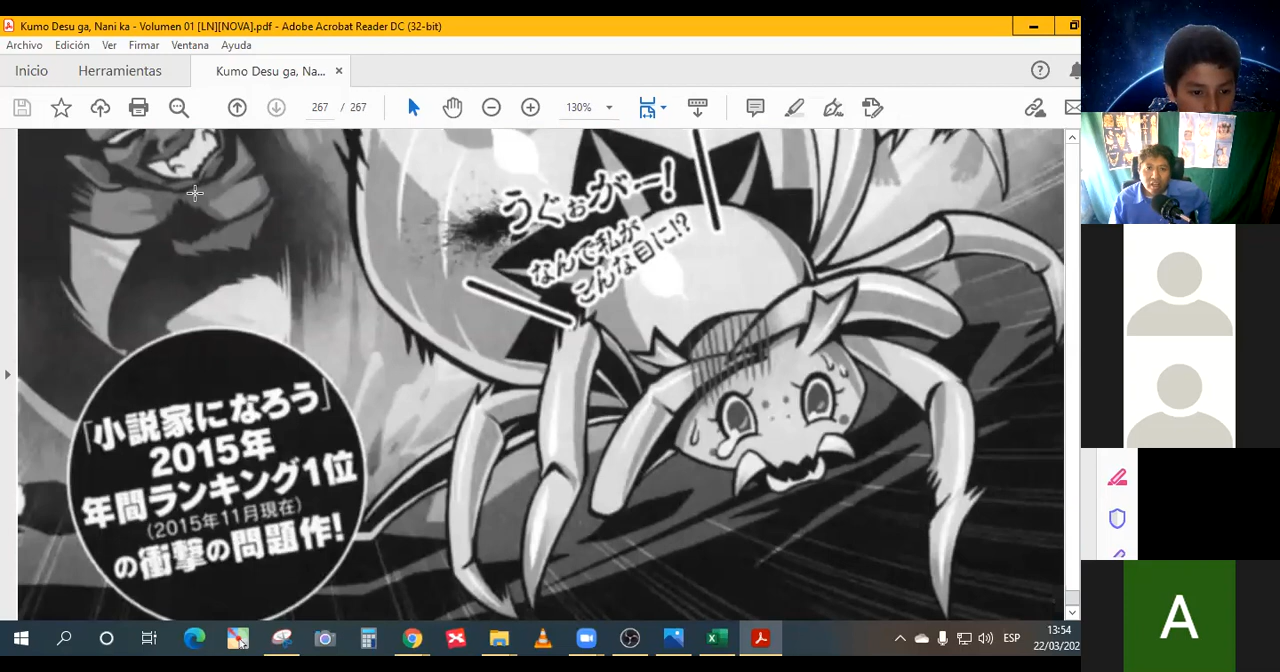 Kumo Desu ga, Nani ka - Volumen 01 [LN][NOVA].pdf - Adobe Acrobat Reader DC (32-bit)
Archivo Edición Ver Firmar Ventana Ayuda
Inicio Herramientas Kumo Desu ga, Na... ×
267 / 267 130%
うぐぉがー!
なんで私が
こんな目に!?
『小説家になろう』
2015年
年間ランキング1位
(2015年11月現在)
の衝撃の問題作!
A
ESP
13:54
22/03/202